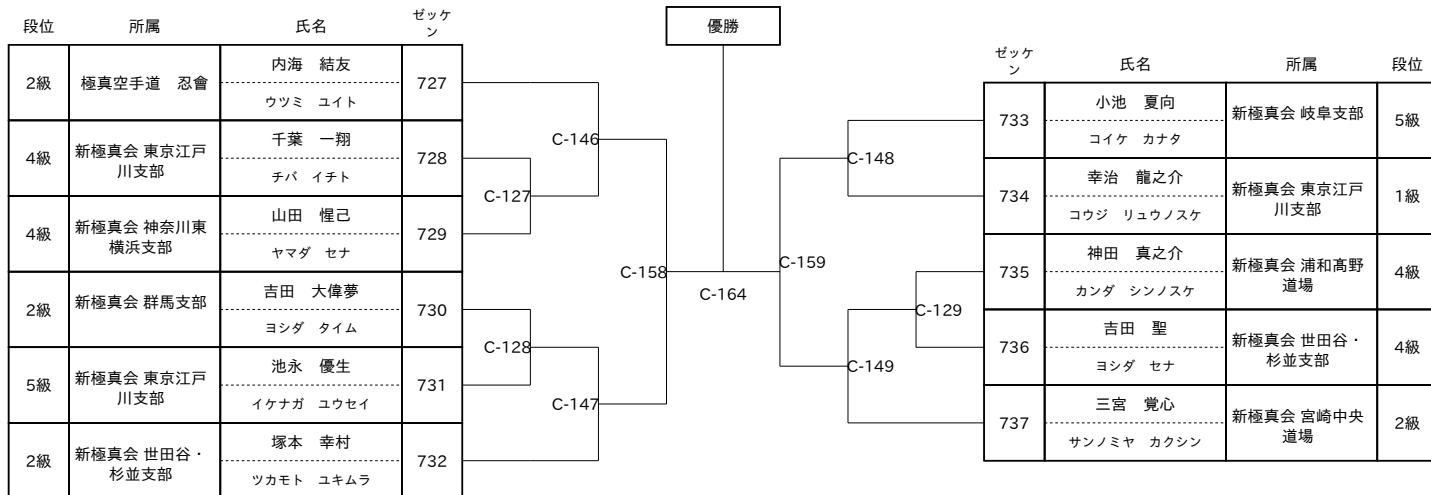 優勝
段位 所属 氏名 ゼッケ
ン
2級 極真空手道　忍會 内海　結友 727
ウツミ　ユイト
4級 新極真会 東京江戸
川支部 千葉　一翔 728
チバ　イチト
4級 新極真会 神奈川東
横浜支部 山田　惺己 729
ヤマダ　セナ
2級 新極真会 群馬支部 吉田　大偉夢 730
ヨシダ　タイム
5級 新極真会 東京江戸
川支部 池永　優生 731
イケナガ　ユウセイ
2級 新極真会 世田谷・
杉並支部 塚本　幸村 732
ツカモト　ユキムラ
C-146
C-127
C-158
C-128
C-147
C-164
C-159
C-148
C-129
C-149
ゼッケ
ン 氏名 所属 段位
733 小池　夏向 新極真会 岐阜支部 5級
コイケ　カナタ
734 幸治　龍之介 新極真会 東京江戸
川支部 1級
コウジ　リュウノスケ
735 神田　真之介 新極真会 浦和髙野
道場 4級
カンダ　シンノスケ
736 吉田　聖 新極真会 世田谷・
杉並支部 4級
ヨシダ　セナ
737 三宮　覚心 新極真会 宮崎中央
道場 2級
サンノミヤ　カクシン